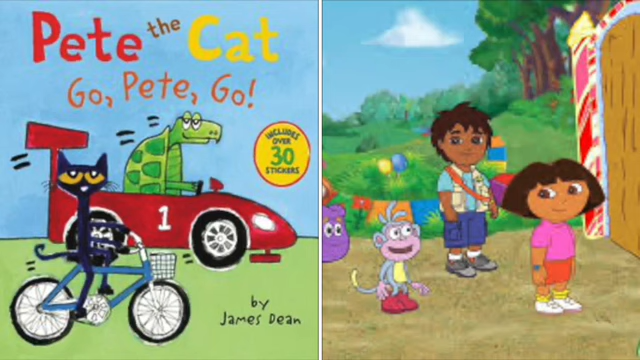 Pete the Cat
Go, Pete, Go!
INCLUDES
OVER
30
STICKERS
1
by
James Dean